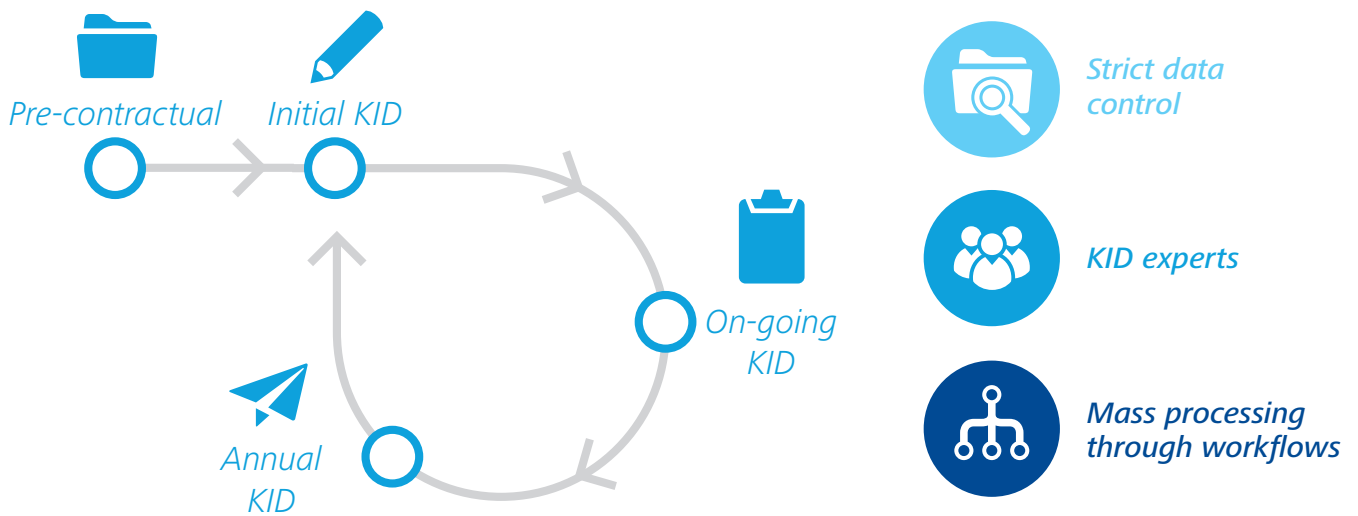 Pre-contractual
Initial KID
On-going
KID
Annual
KID
Strict data
control
KID experts
Mass processing
through workflows